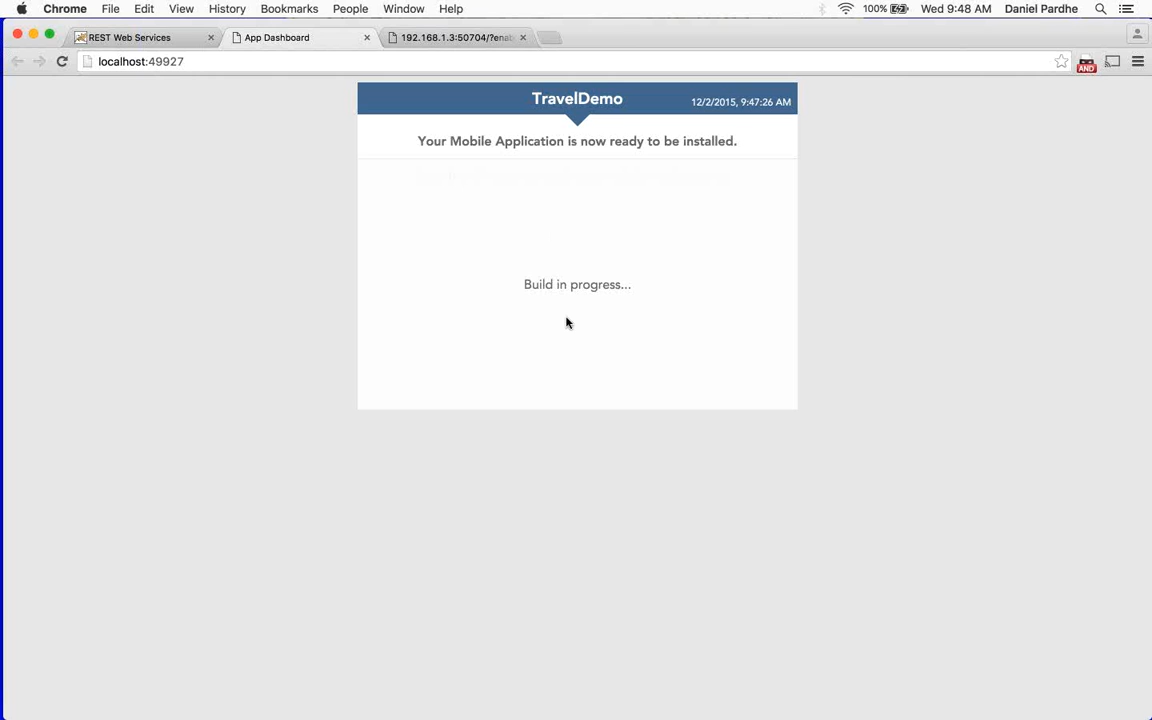 Chrome File Edit View History Bookmarks People Window Help 100% Wed 9:48 AM Daniel Pardhe
REST Web Services App Dashboard 192.168.1.3:50704/?enab
localhost:49927 AND
TravelDemo 12/2/2015, 9:47:26 AM
Your Mobile Application is now ready to be installed.
Build in progress...